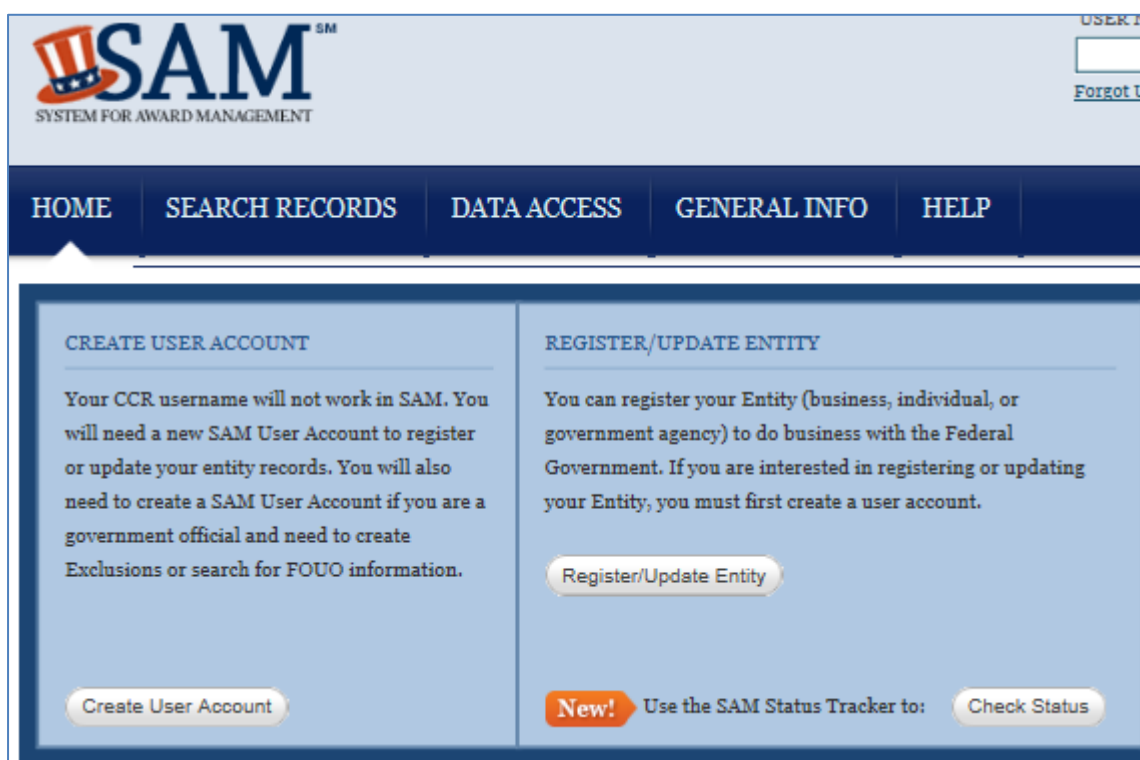 SAM SM
SYSTEM FOR AWARD MANAGEMENT
USER
Forgot
HOME SEARCH RECORDS DATA ACCESS GENERAL INFO HELP
CREATE USER ACCOUNT
Your CCR username will not work in SAM. You
will need a new SAM User Account to register
or update your entity records. You will also
need to create a SAM User Account if you are a
government official and need to create
Exclusions or search for FOUO information.
Create User Account
REGISTER/UPDATE ENTITY
You can register your Entity (business, individual, or
government agency) to do business with the Federal
Government. If you are interested in registering or updating
your Entity, you must first create a user account.
Register/Update Entity
New! Use the SAM Status Tracker to: Check Status